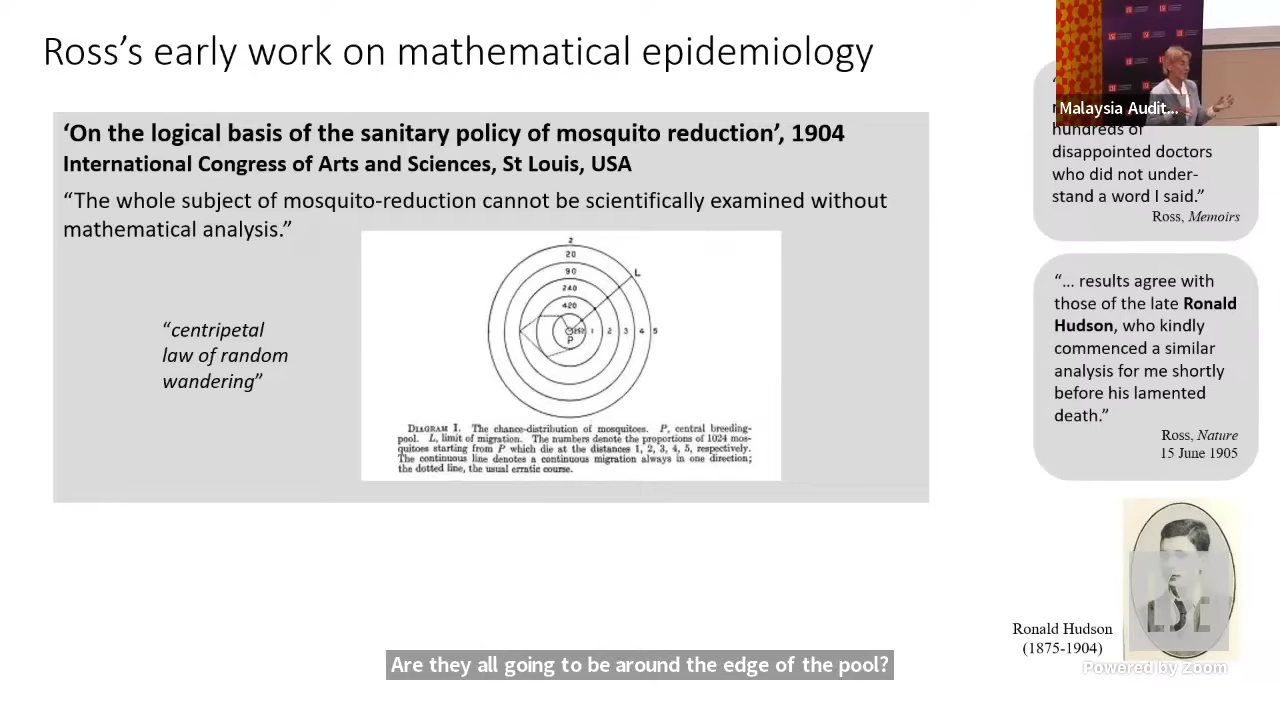 Ross’s early work on mathematical epidemiology
Malaysia Audit...
‘On the logical basis of the sanitary policy of mosquito reduction’, 1904
International Congress of Arts and Sciences, St Louis, USA
“The whole subject of mosquito-reduction cannot be scientifically examined without
mathematical analysis.”
“centripetal
law of random
wandering”
2
20
90
240
420
L
1 2 3 4 5
P
DIAGRAM I. The chance-distribution of mosquitoes. P, central breeding-
pool. L, limit of migration. The numbers denote the proportions of 1024 mos-
quitoes starting from P which die at the distances 1, 2, 3, 4, 5, respectively.
The continuous line denotes a continuous migration always in one direction;
the dotted line, the usual erratic course.
hundreds of
disappointed doctors
who did not under-
stand a word I said.”
Ross, Memoirs
“... results agree with
those of the late Ronald
Hudson, who kindly
commenced a similar
analysis for me shortly
before his lamented
death.”
Ross, Nature
15 June 1905
Ronald Hudson
(1875-1904)
LSE
Powered by Zoom
Are they all going to be around the edge of the pool?